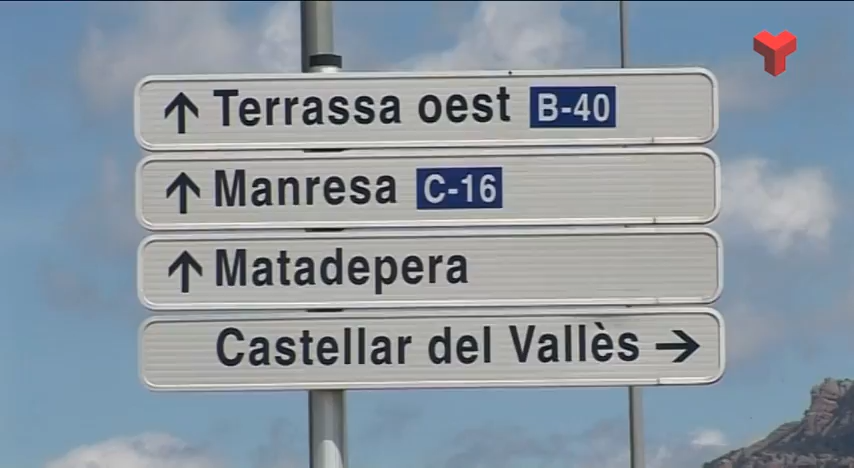 ↑ Terrassa oest B-40
↑ Manresa C-16
↑ Matadepera
Castellar del Vallès →